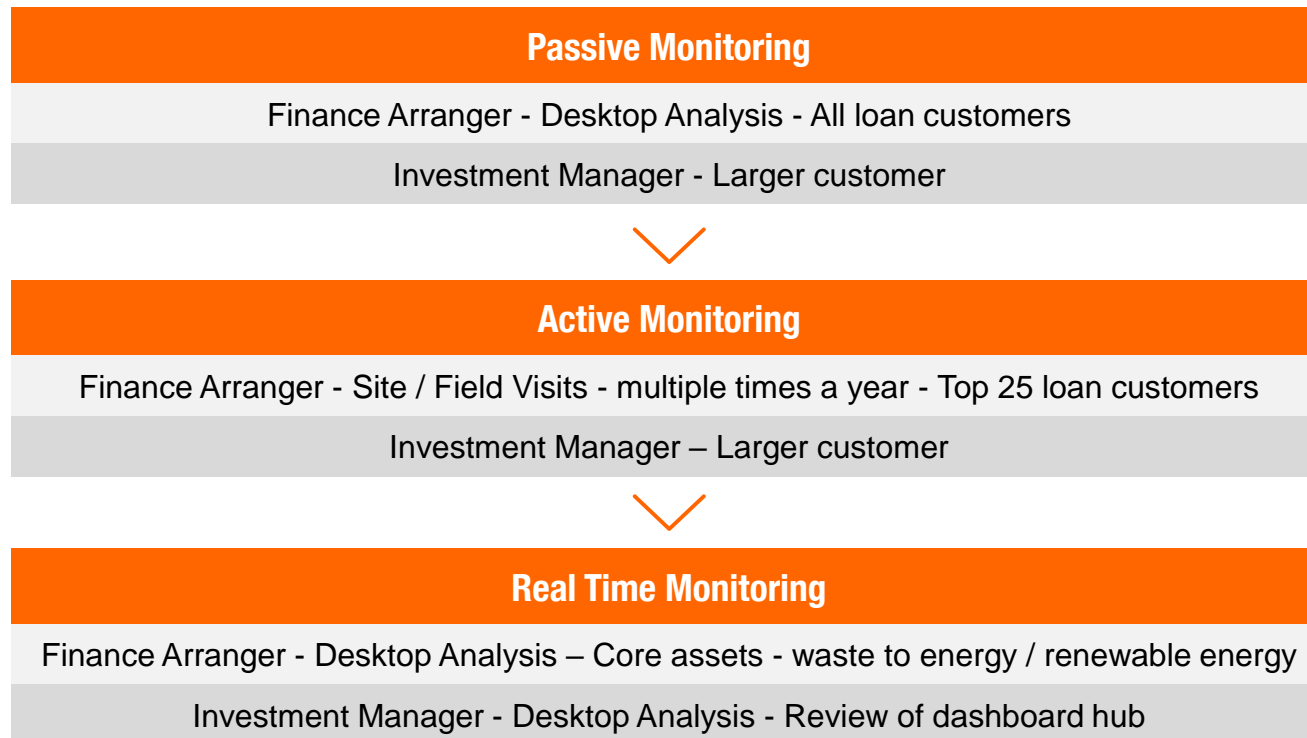 Passive Monitoring
Finance Arranger - Desktop Analysis - All loan customers
Investment Manager - Larger customer
Active Monitoring
Finance Arranger - Site / Field Visits - multiple times a year - Top 25 loan customers
Investment Manager – Larger customer
Real Time Monitoring
Finance Arranger - Desktop Analysis – Core assets - waste to energy / renewable energy
Investment Manager - Desktop Analysis - Review of dashboard hub